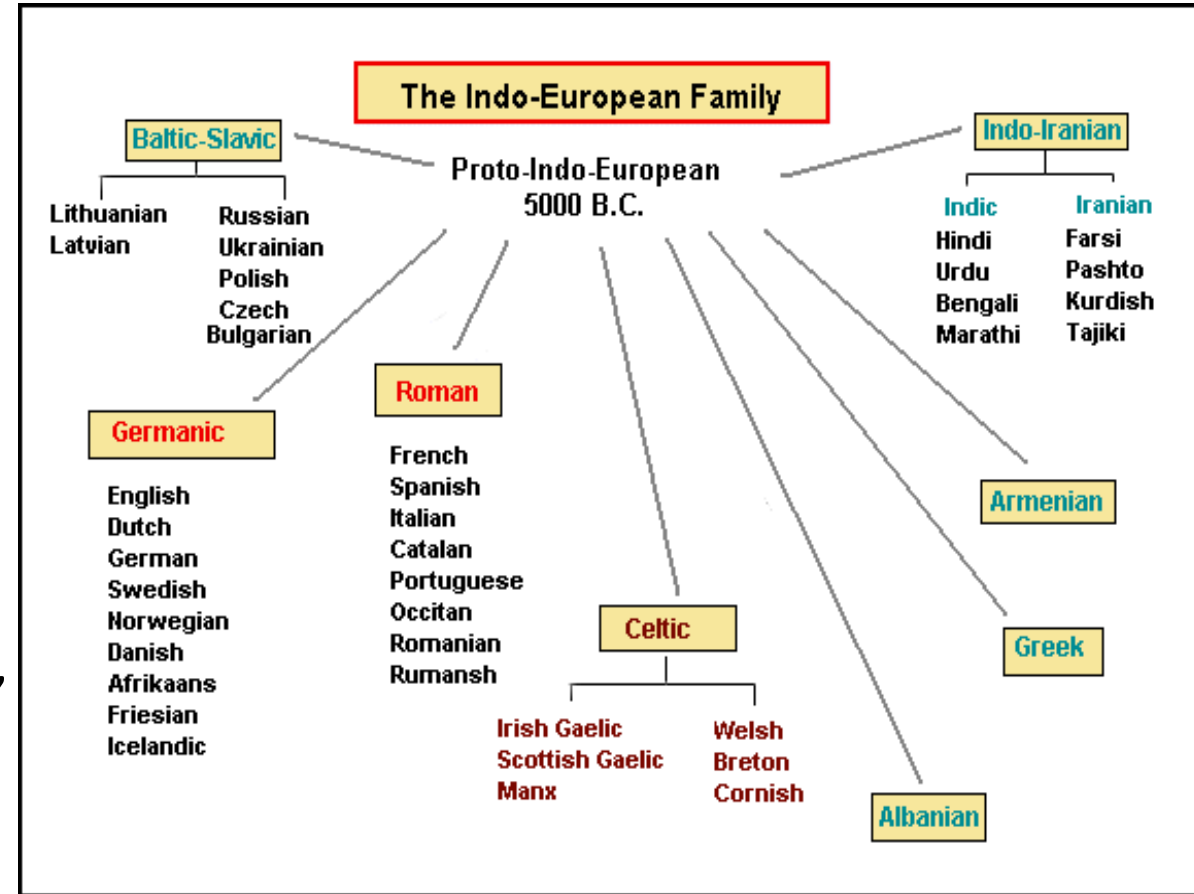 The Indo-European Family
Proto-Indo-European
5000 B.C.
Baltic-Slavic
Lithuanian
Latvian
Russian
Ukrainian
Polish
Czech
Bulgarian
Indo-Iranian
Indic
Hindi
Urdu
Bengali
Marathi
Iranian
Farsi
Pashto
Kurdish
Tajiki
Germanic
English
Dutch
German
Swedish
Norwegian
Danish
Afrikaans
Friesian
Icelandic
Roman
French
Spanish
Italian
Catalan
Portuguese
Occitan
Romanian
Rumansh
Celtic
Irish Gaelic
Scottish Gaelic
Manx
Welsh
Breton
Cornish
Albanian
Greek
Armenian
,